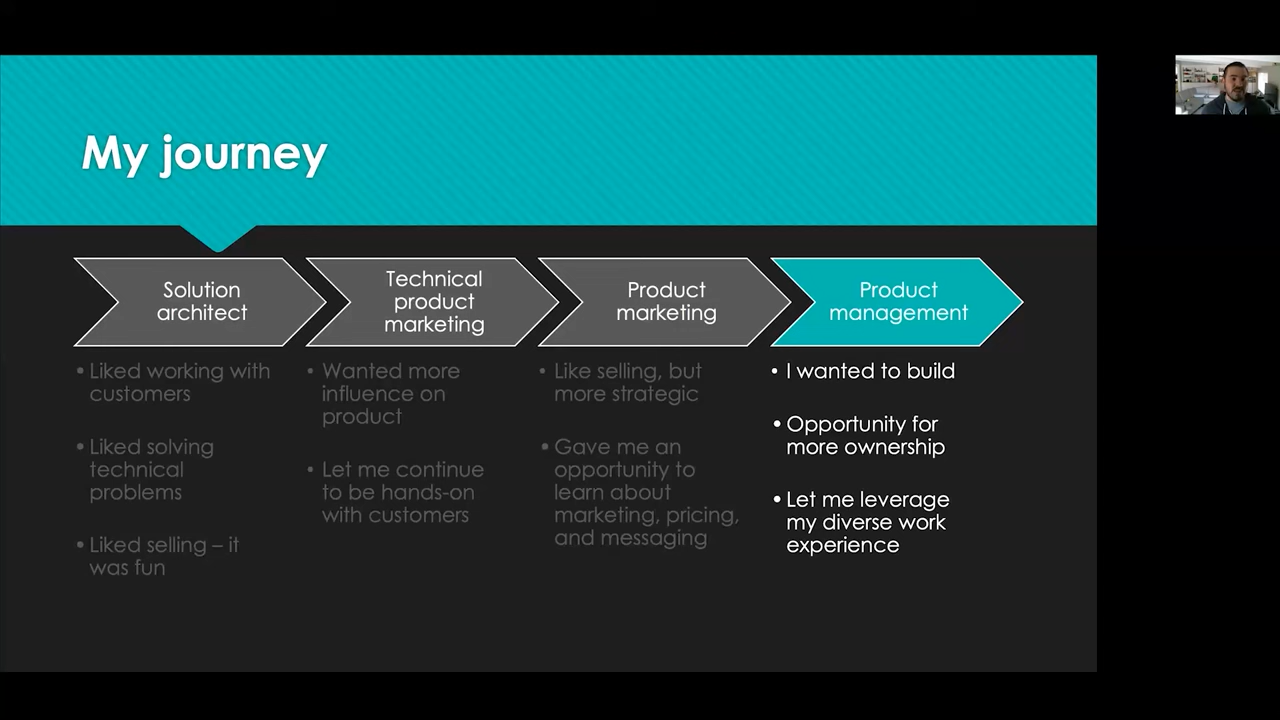 My journey
Solution
architect
Technical
product
marketing
Product
marketing
Product
management
• Liked working with
customers
• Liked solving
technical
problems
• Liked selling – it
was fun
• Wanted more
influence on
product
• Let me continue
to be hands-on
with customers
• Like selling, but
more strategic
• Gave me an
opportunity to
learn about
marketing, pricing,
and messaging
• I wanted to build
• Opportunity for
more ownership
• Let me leverage
my diverse work
experience